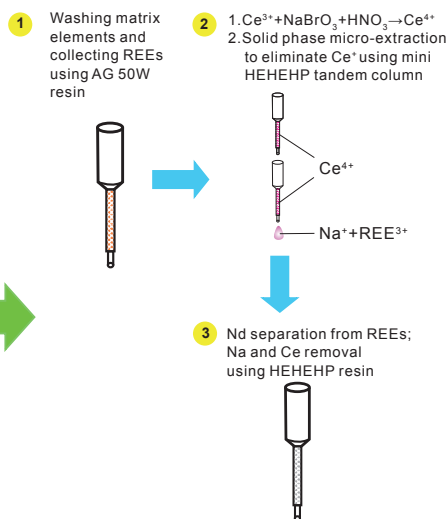 1
Washing matrix
elements and
collecting REEs
using AG 50W
resin
2
1.Ce³⁺+NaBrO₃+HNO₃→Ce⁴⁺
2.Solid phase micro-extraction
to eliminate Ce⁺using mini
HEHEHP tandem column
Ce⁴⁺
Na⁺+REE³⁺
3
Nd separation from REEs;
Na and Ce removal
using HEHEHP resin